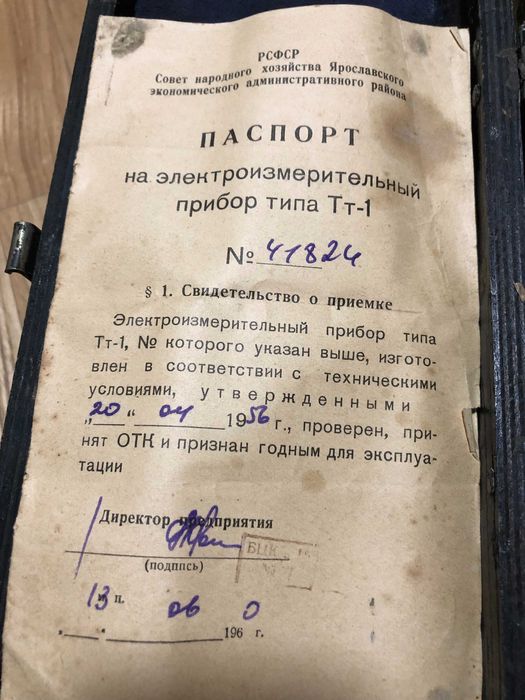 РСФСР
Совет народного хозяйства Ярославского
экономического административного района
ПАСПОРТ
на электроизмерительный
прибор типа Тт-1
№ 41824
§ 1. Свидетельство о приемке
Электроизмерительный прибор типа
Тт-1, № которого указан выше, изготов-
лен в соответствии с техническими
условиями, утвержденными
„20“ 04 1956 г., проверен, при-
нят ОТК и признан годным для эксплуа-
тации
Директор предприятия
(подпись)
13 п. 06 0
„ “ 196 г.